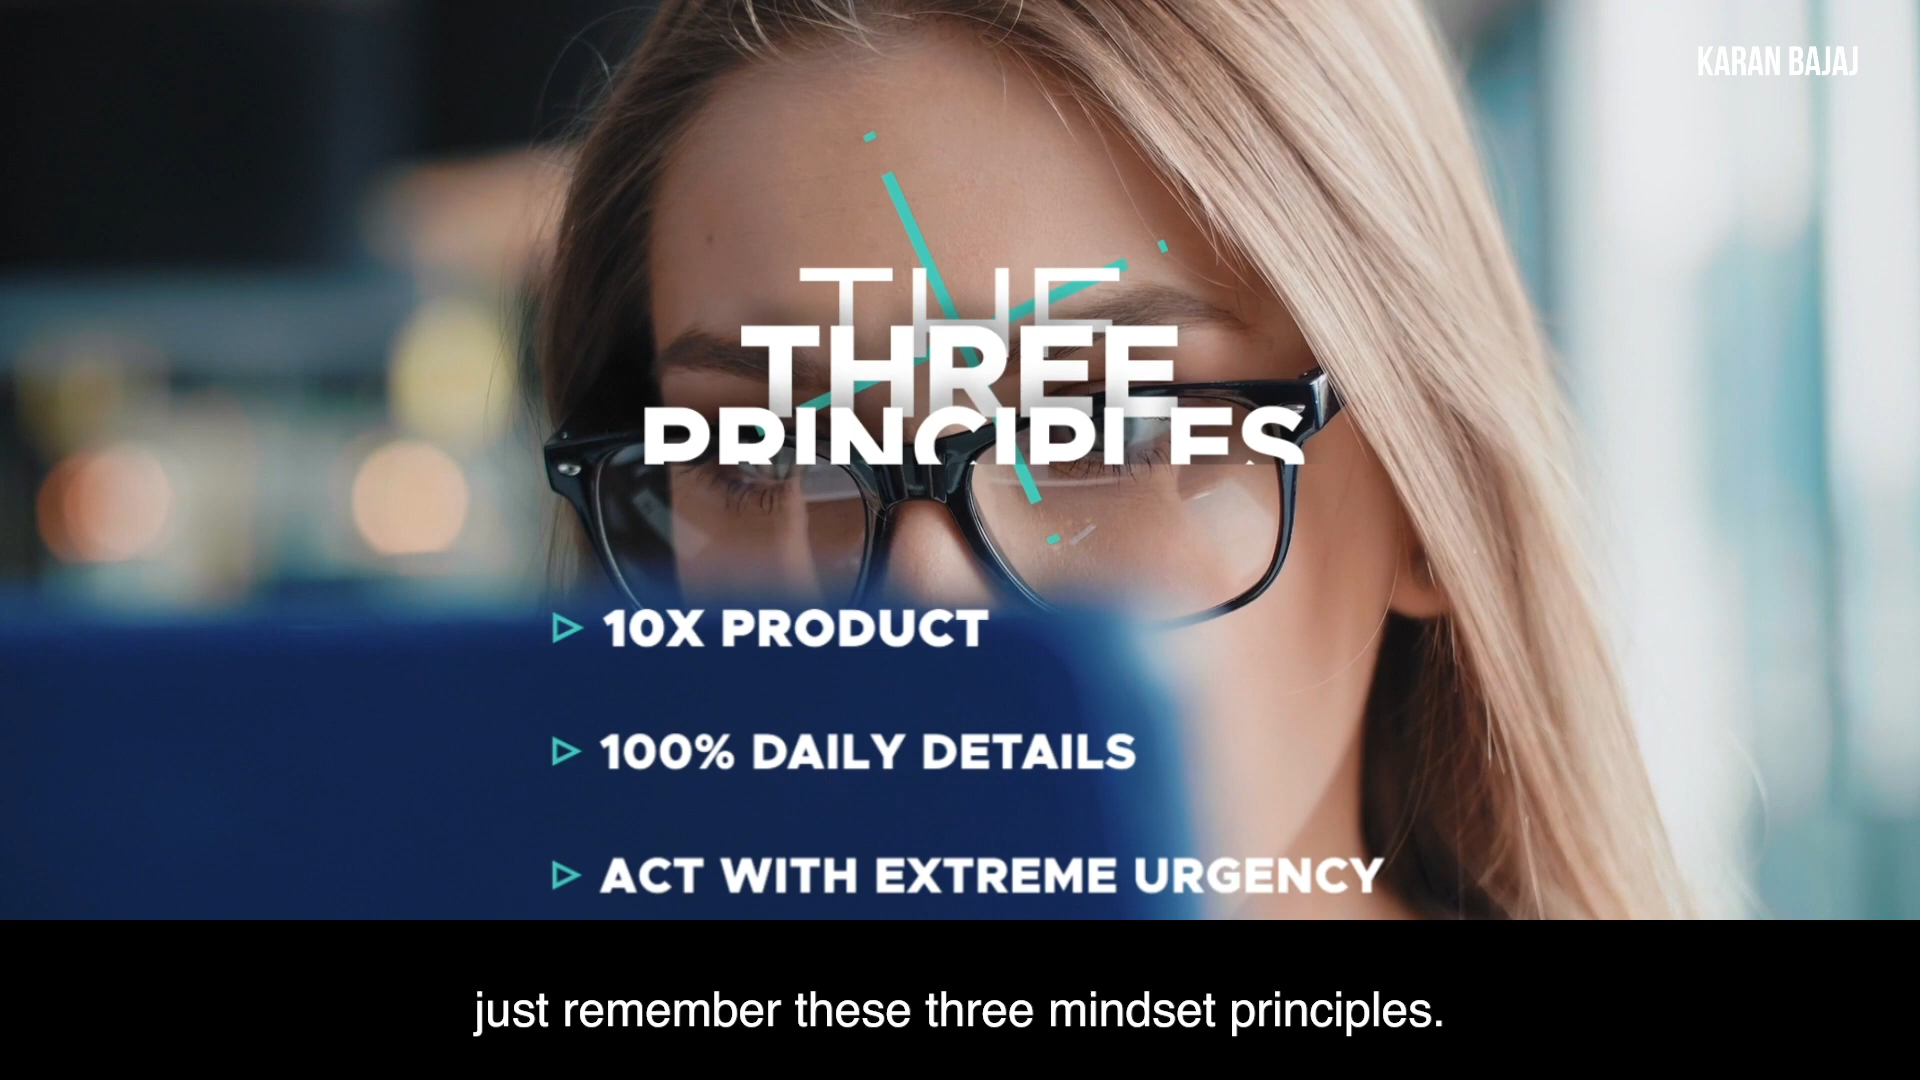 KARAN BAJAJ
THE
THREE
PRINCIPLES
10X PRODUCT
100% DAILY DETAILS
ACT WITH EXTREME URGENCY
just remember these three mindset principles.